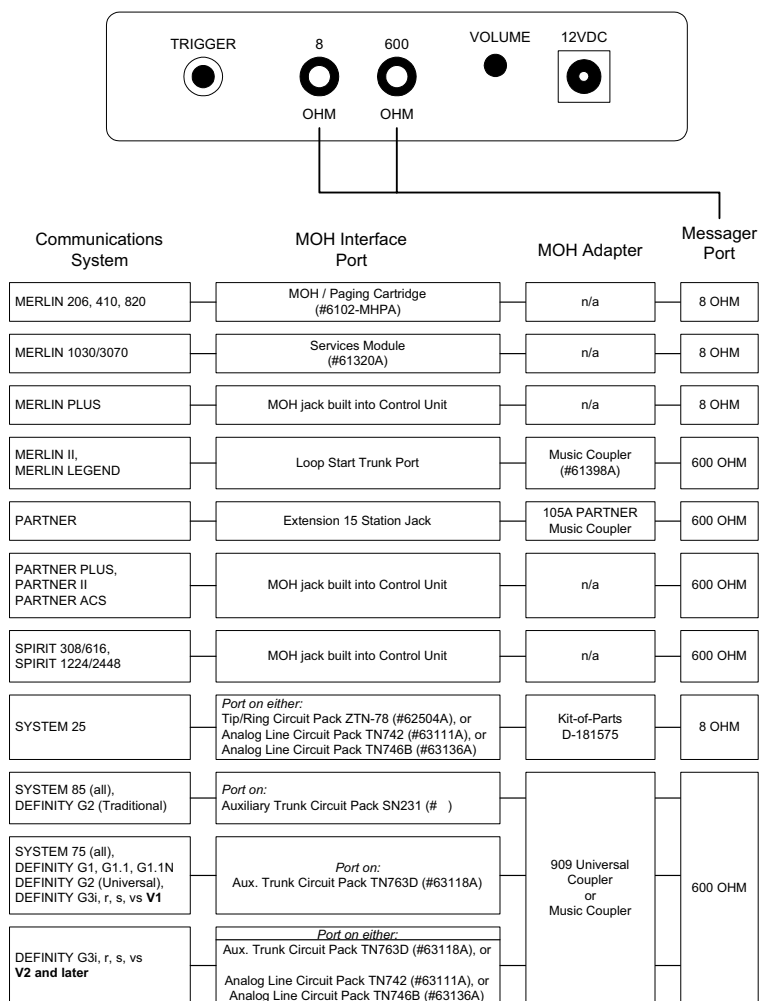 TRIGGER
8
600
VOLUME
12VDC
OHM
OHM
Communications
System
MOH Interface
Port
MOH Adapter
Messager
Port
MERLIN 206, 410, 820
MOH / Paging Cartridge
(#6102-MHPA)
n/a
8 OHM
MERLIN 1030/3070
Services Module
(#61320A)
n/a
8 OHM
MERLIN PLUS
MOH jack built into Control Unit
n/a
8 OHM
MERLIN II,
MERLIN LEGEND
Loop Start Trunk Port
Music Coupler
(#61398A)
600 OHM
PARTNER
Extension 15 Station Jack
105A PARTNER
Music Coupler
600 OHM
PARTNER PLUS,
PARTNER II
PARTNER ACS
MOH jack built into Control Unit
n/a
600 OHM
SPIRIT 308/616,
SPIRIT 1224/2448
MOH jack built into Control Unit
n/a
600 OHM
SYSTEM 25
Port on either:
Tip/Ring Circuit Pack ZTN-78 (#62504A), or
Analog Line Circuit Pack TN742 (#63111A), or
Analog Line Circuit Pack TN746B (#63136A)
Kit-of-Parts
D-181575
8 OHM
SYSTEM 85 (all),
DEFINITY G2 (Traditional)
Port on:
Auxiliary Trunk Circuit Pack SN231 (# )
SYSTEM 75 (all),
DEFINITY G1, G1.1, G1.1N
DEFINITY G2 (Universal),
DEFINITY G3i, r, s, vs V1
Port on:
Aux. Trunk Circuit Pack TN763D (#63118A)
909 Universal
Coupler
or
Music Coupler
600 OHM
DEFINITY G3i, r, s, vs
V2 and later
Port on either:
Aux. Trunk Circuit Pack TN763D (#63118A), or
Analog Line Circuit Pack TN742 (#63111A), or
Analog Line Circuit Pack TN746B (#63136A)